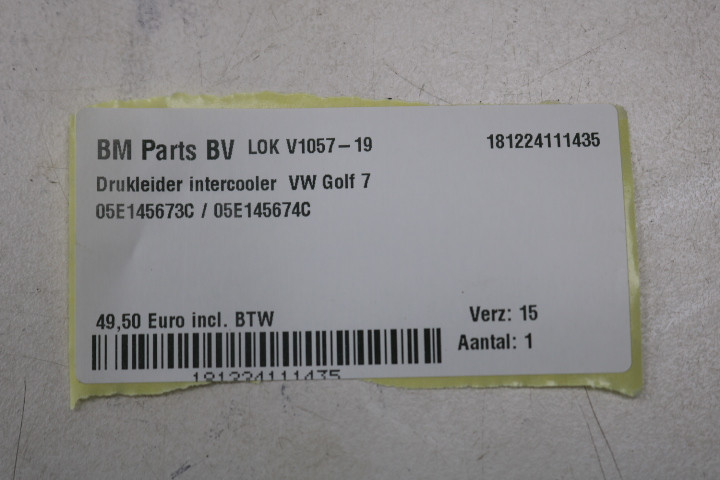 BM Parts BV LOK V1057-19 181224111435
Drukleider intercooler VW Golf 7
05E145673C / 05E145674C
49,50 Euro incl. BTW Verz: 15
Aantal: 1
181224111435